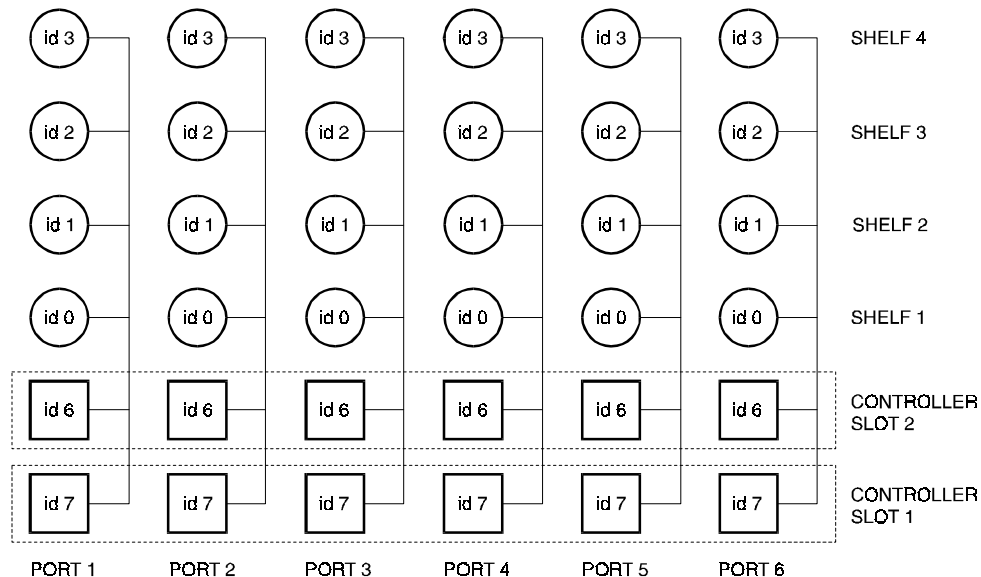 id 3 id 3 id 3 id 3 id 3 id 3 SHELF 4
id 2 id 2 id 2 id 2 id 2 id 2 SHELF 3
id 1 id 1 id 1 id 1 id 1 id 1 SHELF 2
id 0 id 0 id 0 id 0 id 0 id 0 SHELF 1
id 6 id 6 id 6 id 6 id 6 id 6 CONTROLLER
SLOT 2
id 7 id 7 id 7 id 7 id 7 id 7 CONTROLLER
SLOT 1
PORT 1 PORT 2 PORT 3 PORT 4 PORT 5 PORT 6